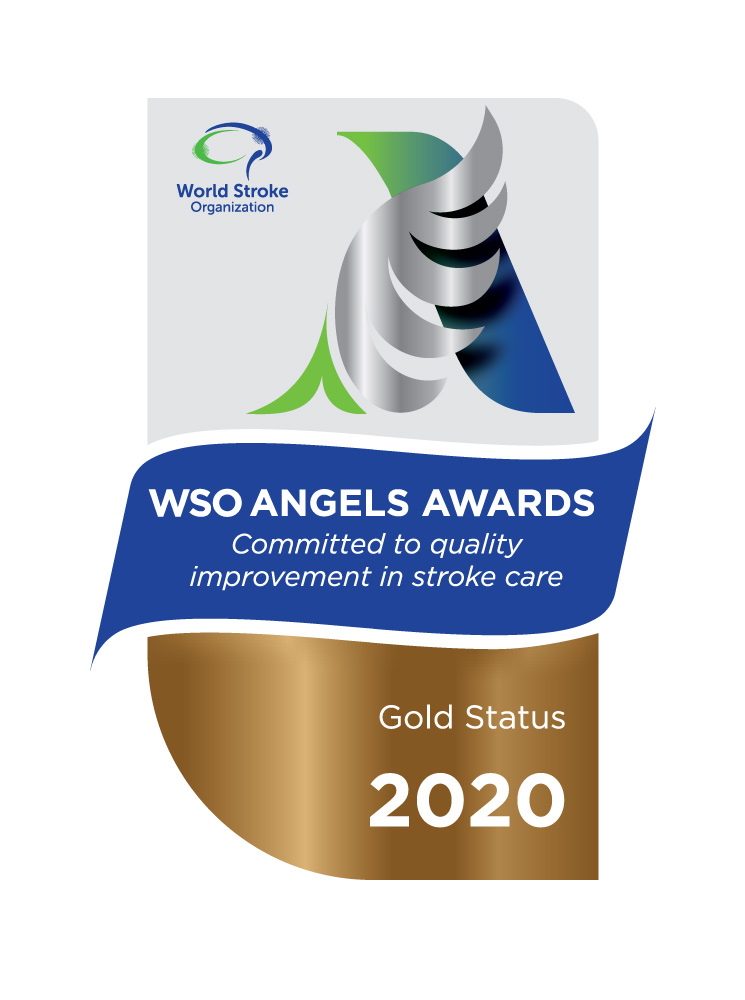 World Stroke
Organization
WSO ANGELS AWARDS
Committed to quality
improvement in stroke care
Gold Status
2020